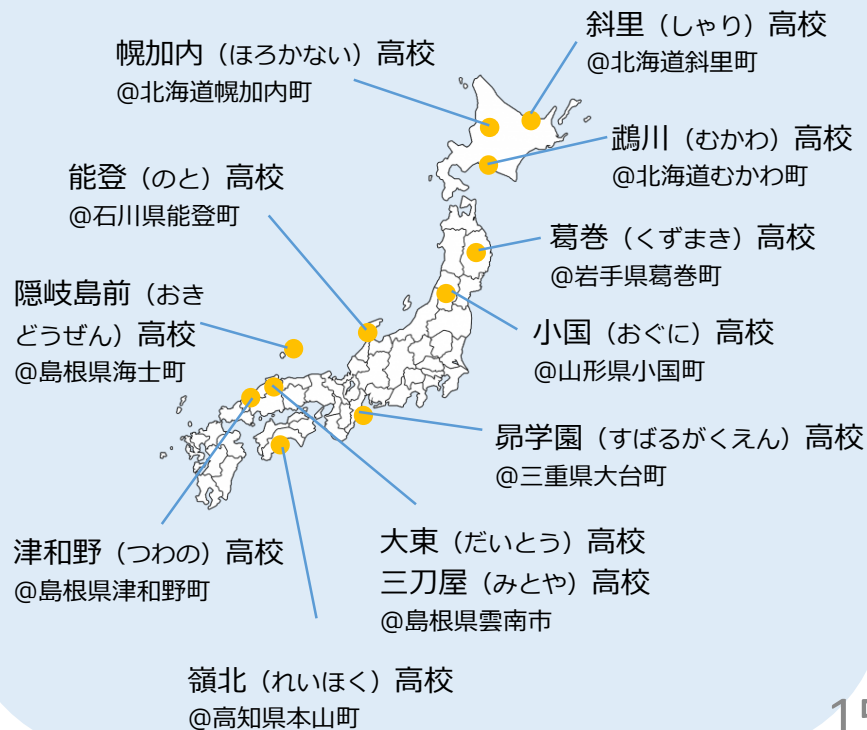 幌加内（ほろかない）高校
@北海道幌加内町
斜里（しゃり）高校
@北海道斜里町
鵡川（むかわ）高校
@北海道むかわ町
能登（のと）高校
@石川県能登町
葛巻（くずまき）高校
@岩手県葛巻町
隠岐島前（おき
どうぜん）高校
@島根県海士町
小国（おぐに）高校
@山形県小国町
昴学園（すばるがくえん）高校
@三重県大台町
津和野（つわの）高校
@島根県津和野町
大東（だいとう）高校
三刀屋（みとや）高校
@島根県雲南市
嶺北（れいほく）高校
@高知県本山町